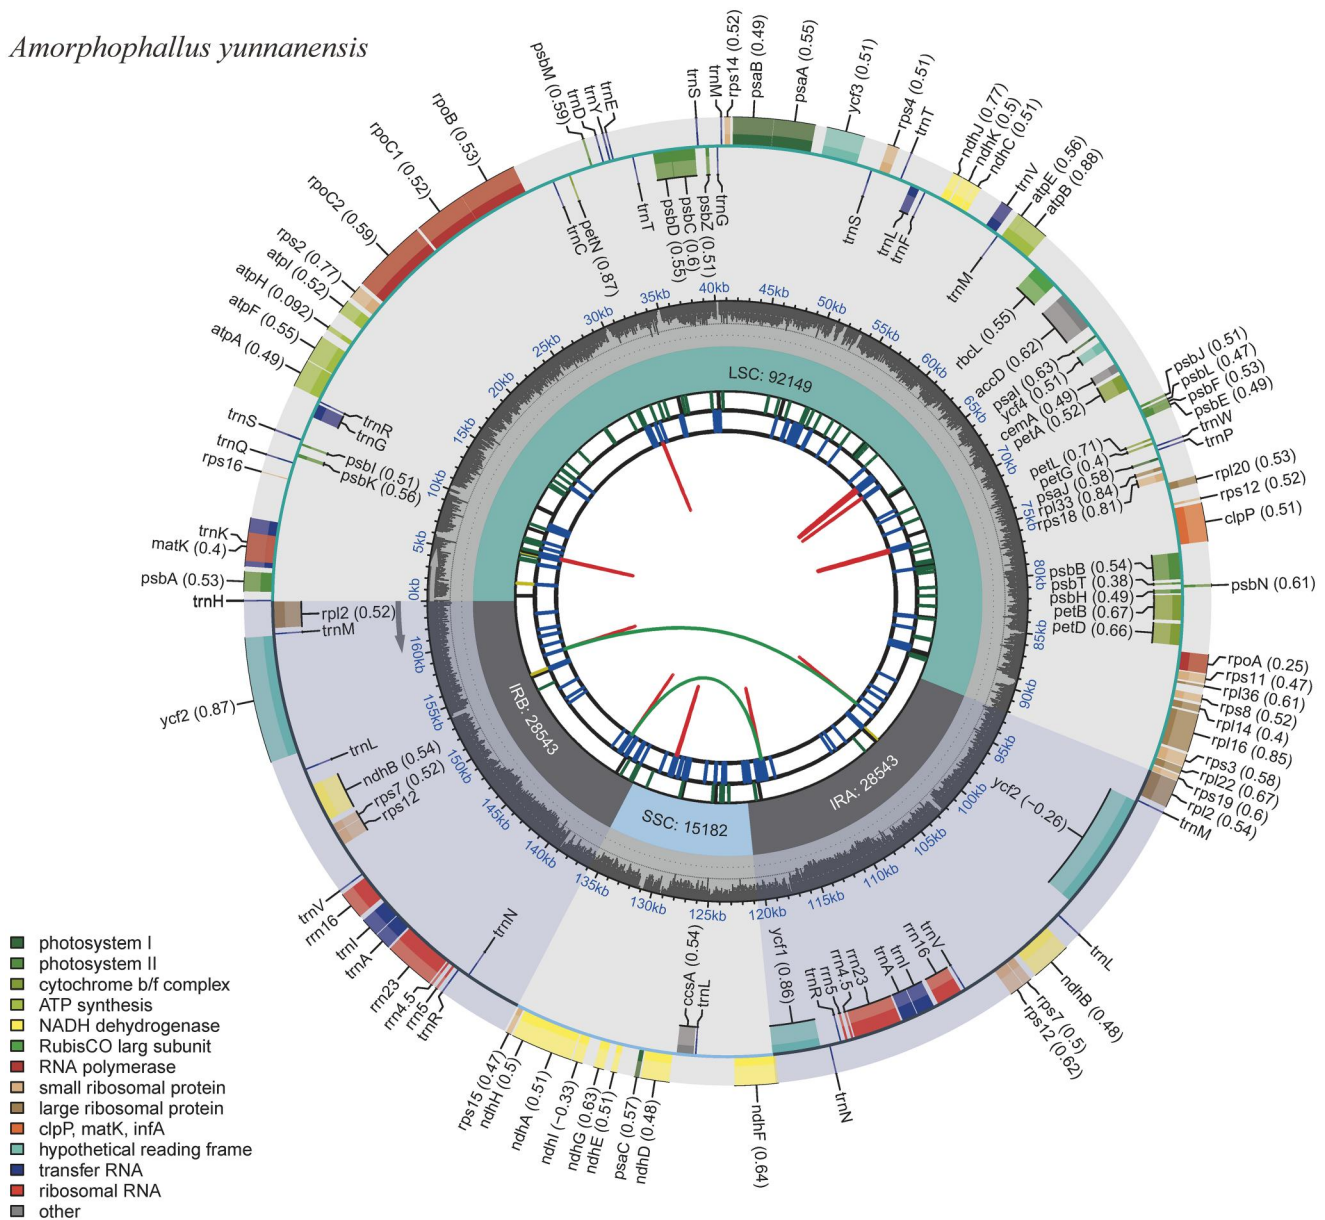 Amorphophallus yunnanensis
psbM (0.59)
trnD
trnY
trnE
trnS
trnM
rps14 (0.52)
psaB (0.49)
psaA (0.55)
ycf3 (0.51)
rps4 (0.51)
trnT
ndhJ (0.77)
ndhK (0.5)
ndhC (0.51)
trnV
atpE (0.56)
atpB (0.88)
psbJ (0.51)
psbL (0.47)
psbF (0.53)
psbE (0.49)
trnW
trnP
rpl20 (0.53)
rps12 (0.52)
clpP (0.51)
psbN (0.61)
rpoA (0.25)
rps11 (0.47)
rpl36 (0.61)
rps8 (0.52)
rpl14 (0.4)
rpl16 (0.85)
rps3 (0.58)
rpl22 (0.67)
rps19 (0.6)
rpl2 (0.54)
trnM
trnL
ndhB (0.48)
rps7 (0.5)
rps12 (0.62)
trnN
ndhF (0.64)
ndhD (0.48)
psaC (0.57)
ndhE (0.51)
ndhG (0.63)
ndhI (−0.33)
ndhA (0.51)
ndhH (0.5)
rps15 (0.47)
trnN
trnR
rrn5
rrn4.5
rrn23
trnA
trnI
rrn16
trnV
ycf2 (0.87)
trnH
psbA (0.53)
matK (0.4)
trnK
rps16
trnQ
trnS
atpA (0.49)
atpF (0.55)
atpH (0.092)
atpI (0.52)
rps2 (0.77)
rpoC2 (0.59)
rpoC1 (0.52)
rpoB (0.53)
trnC
petN (0.87)
trnT
psbD (0.55)
psbC (0.6)
psbZ (0.51)
trnG
trnS
trnL
trnF
trnM
rbcL (0.55)
accD (0.62)
psaI (0.63)
ycf4 (0.51)
cemA (0.49)
petA (0.52)
petL (0.71)
petG (0.4)
psaJ (0.58)
rpl33 (0.84)
rps18 (0.81)
psbB (0.54)
psbT (0.38)
psbH (0.49)
petB (0.67)
petD (0.66)
ycf2 (−0.26)
trnV
rrn16
trnI
trnA
rrn23
rrn4.5
rrn5
trnR
ycf1 (0.86)
trnL
ccsA (0.54)
rps12
rps7 (0.52)
ndhB (0.54)
trnL
trnM
rpl2 (0.52)
psbK (0.56)
psbI (0.51)
trnG
trnR
0kb
5kb
10kb
15kb
20kb
25kb
30kb
35kb
40kb
45kb
50kb
55kb
60kb
65kb
70kb
75kb
80kb
85kb
90kb
95kb
100kb
105kb
110kb
115kb
120kb
125kb
130kb
135kb
140kb
145kb
150kb
155kb
160kb
LSC: 92149
IRA: 28543
SSC: 15182
IRB: 28543
photosystem I
photosystem II
cytochrome b/f complex
ATP synthesis
NADH dehydrogenase
RubisCO larg subunit
RNA polymerase
small ribosomal protein
large ribosomal protein
clpP, matK, infA
hypothetical reading frame
transfer RNA
ribosomal RNA
other